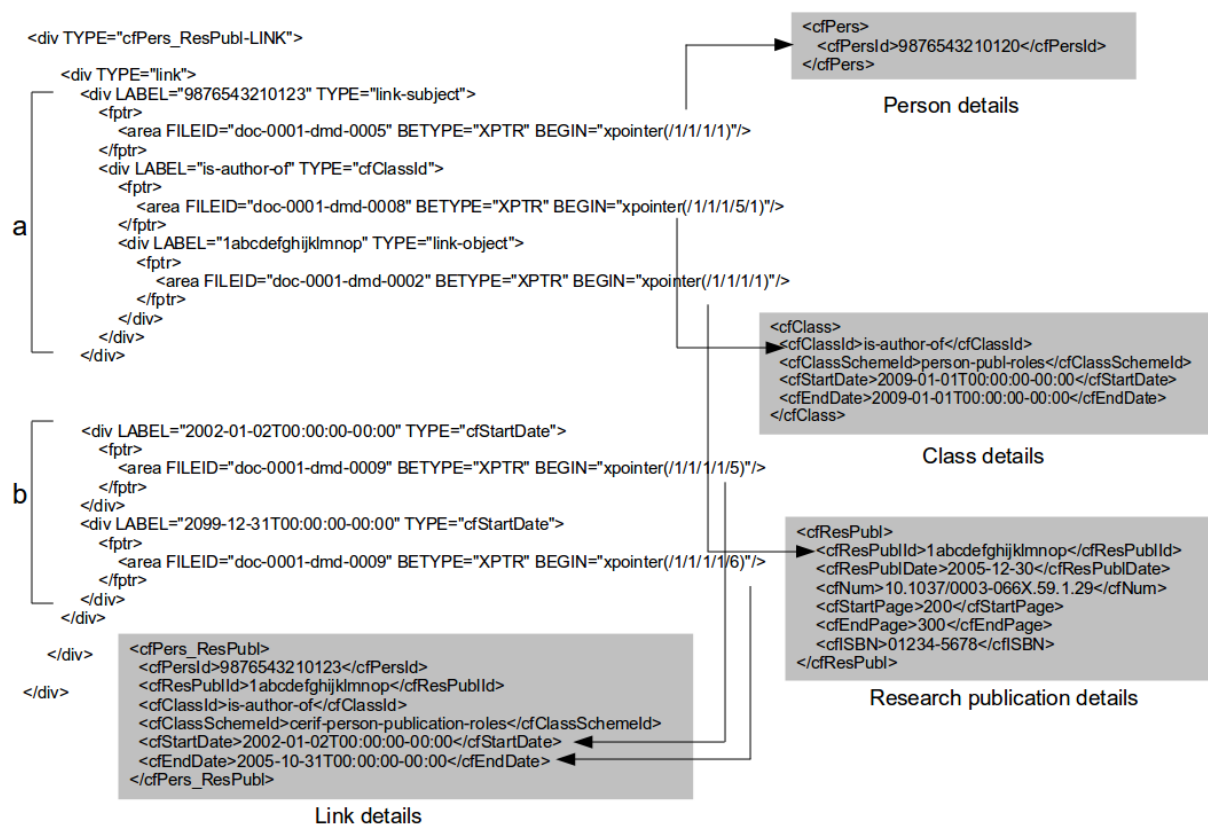 <div TYPE="cfPers_ResPubl-LINK">
<div TYPE="link">
<div LABEL="9876543210123" TYPE="link-subject">
<fptr>
<area FILEID="doc-0001-dmd-0005" BETYPE="XPTR" BEGIN="xpointer(/1/1/1/1)"/>
</fptr>
<div LABEL="is-author-of" TYPE="cfClassId">
<fptr>
<area FILEID="doc-0001-dmd-0008" BETYPE="XPTR" BEGIN="xpointer(/1/1/1/5/1)"/>
</fptr>
<div LABEL="1abcdefghijklmnop" TYPE="link-object">
<fptr>
<area FILEID="doc-0001-dmd-0002" BETYPE="XPTR" BEGIN="xpointer(/1/1/1/1)"/>
</fptr>
</div>
</div>
</div>
a
<div LABEL="2002-01-02T00:00:00-00:00" TYPE="cfStartDate">
<fptr>
<area FILEID="doc-0001-dmd-0009" BETYPE="XPTR" BEGIN="xpointer(/1/1/1/1/5)"/>
</fptr>
</div>
<div LABEL="2099-12-31T00:00:00-00:00" TYPE="cfStartDate">
<fptr>
<area FILEID="doc-0001-dmd-0009" BETYPE="XPTR" BEGIN="xpointer(/1/1/1/1/6)"/>
</fptr>
</div>
b
</div>
</div>
</div>
<cfPers>
<cfPersId>9876543210120</cfPersId>
</cfPers>
Person details
<cfClass>
<cfClassId>is-author-of</cfClassId>
<cfClassSchemeId>person-publ-roles</cfClassSchemeId>
<cfStartDate>2009-01-01T00:00:00-00:00</cfStartDate>
<cfEndDate>2009-01-01T00:00:00-00:00</cfEndDate>
</cfClass>
Class details
<cfResPubl>
<cfResPublId>1abcdefghijklmnop</cfResPublId>
<cfResPublDate>2005-12-30</cfResPublDate>
<cfNum>10.1037/0003-066X.59.1.29</cfNum>
<cfStartPage>200</cfStartPage>
<cfEndPage>300</cfEndPage>
<cfISBN>01234-5678</cfISBN>
</cfResPubl>
Research publication details
<cfPers_ResPubl>
<cfPersId>9876543210123</cfPersId>
<cfResPublId>1abcdefghijklmnop</cfResPublId>
<cfClassId>is-author-of</cfClassId>
<cfClassSchemeId>cerif-person-publication-roles</cfClassSchemeId>
<cfStartDate>2002-01-02T00:00:00-00:00</cfStartDate>
<cfEndDate>2005-10-31T00:00:00-00:00</cfEndDate>
</cfPers_ResPubl>
Link details